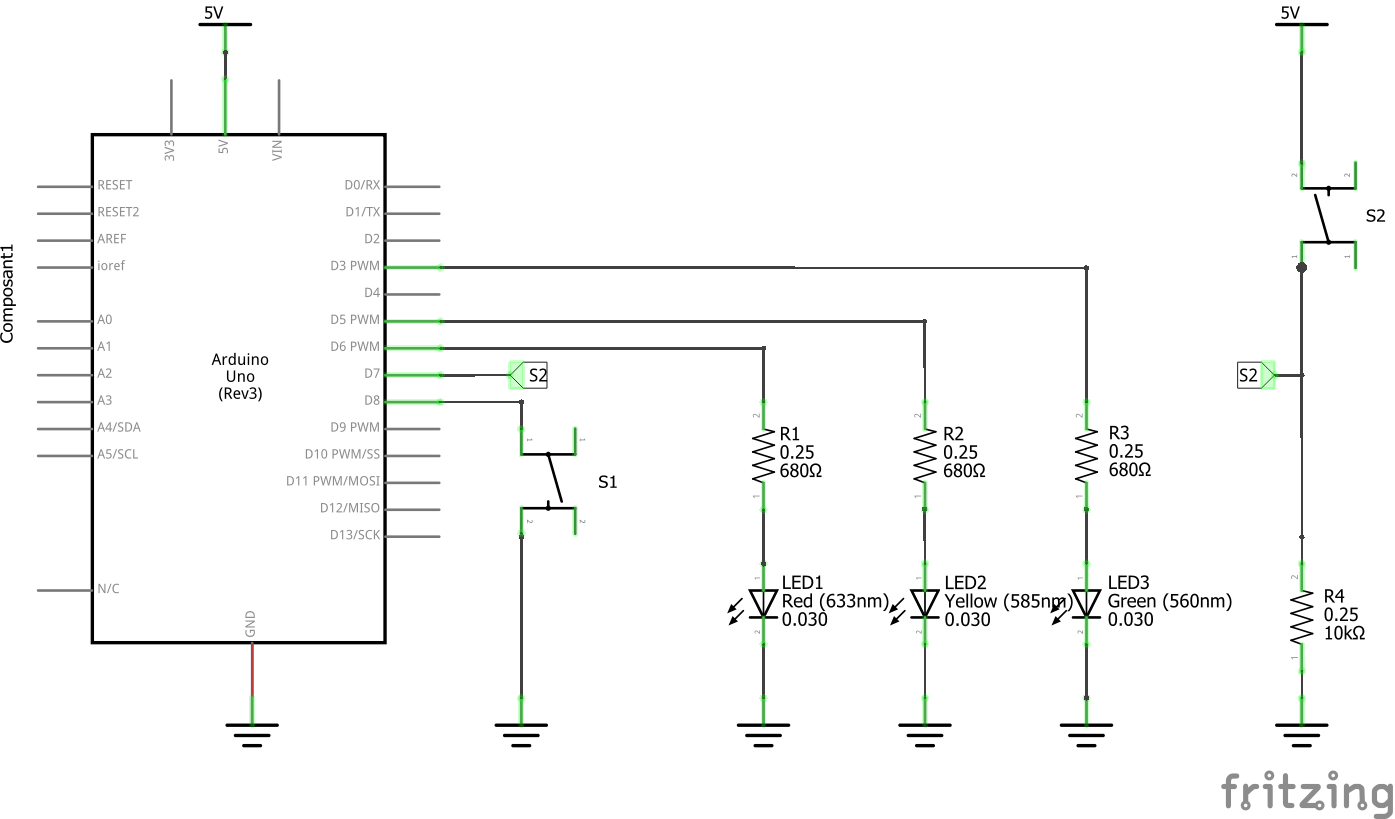 5V
5V
3V3
5V
VIN
RESET
D0/RX
RESET2
D1/TX
AREF
D2
ioref
D3 PWM
D4
A0
D5 PWM
A1
D6 PWM
A2
D7
A3
D8
A4/SDA
D9 PWM
A5/SCL
D10 PWM/SS
D11 PWM/MOSI
D12/MISO
D13/SCK
N/C
GND
Composant1
Arduino
Uno
(Rev3)
S2
1
1
S1
2
2
2
R1
0.25
680Ω
1
2
R2
0.25
680Ω
1
2
R3
0.25
680Ω
1
1
LED1
Red (633nm)
0.030
2
1
LED2
Yellow (585nm)
0.030
2
1
LED3
Green (560nm)
0.030
2
2
2
S2
1
1
S2
2
R4
0.25
10kΩ
1
fritzing